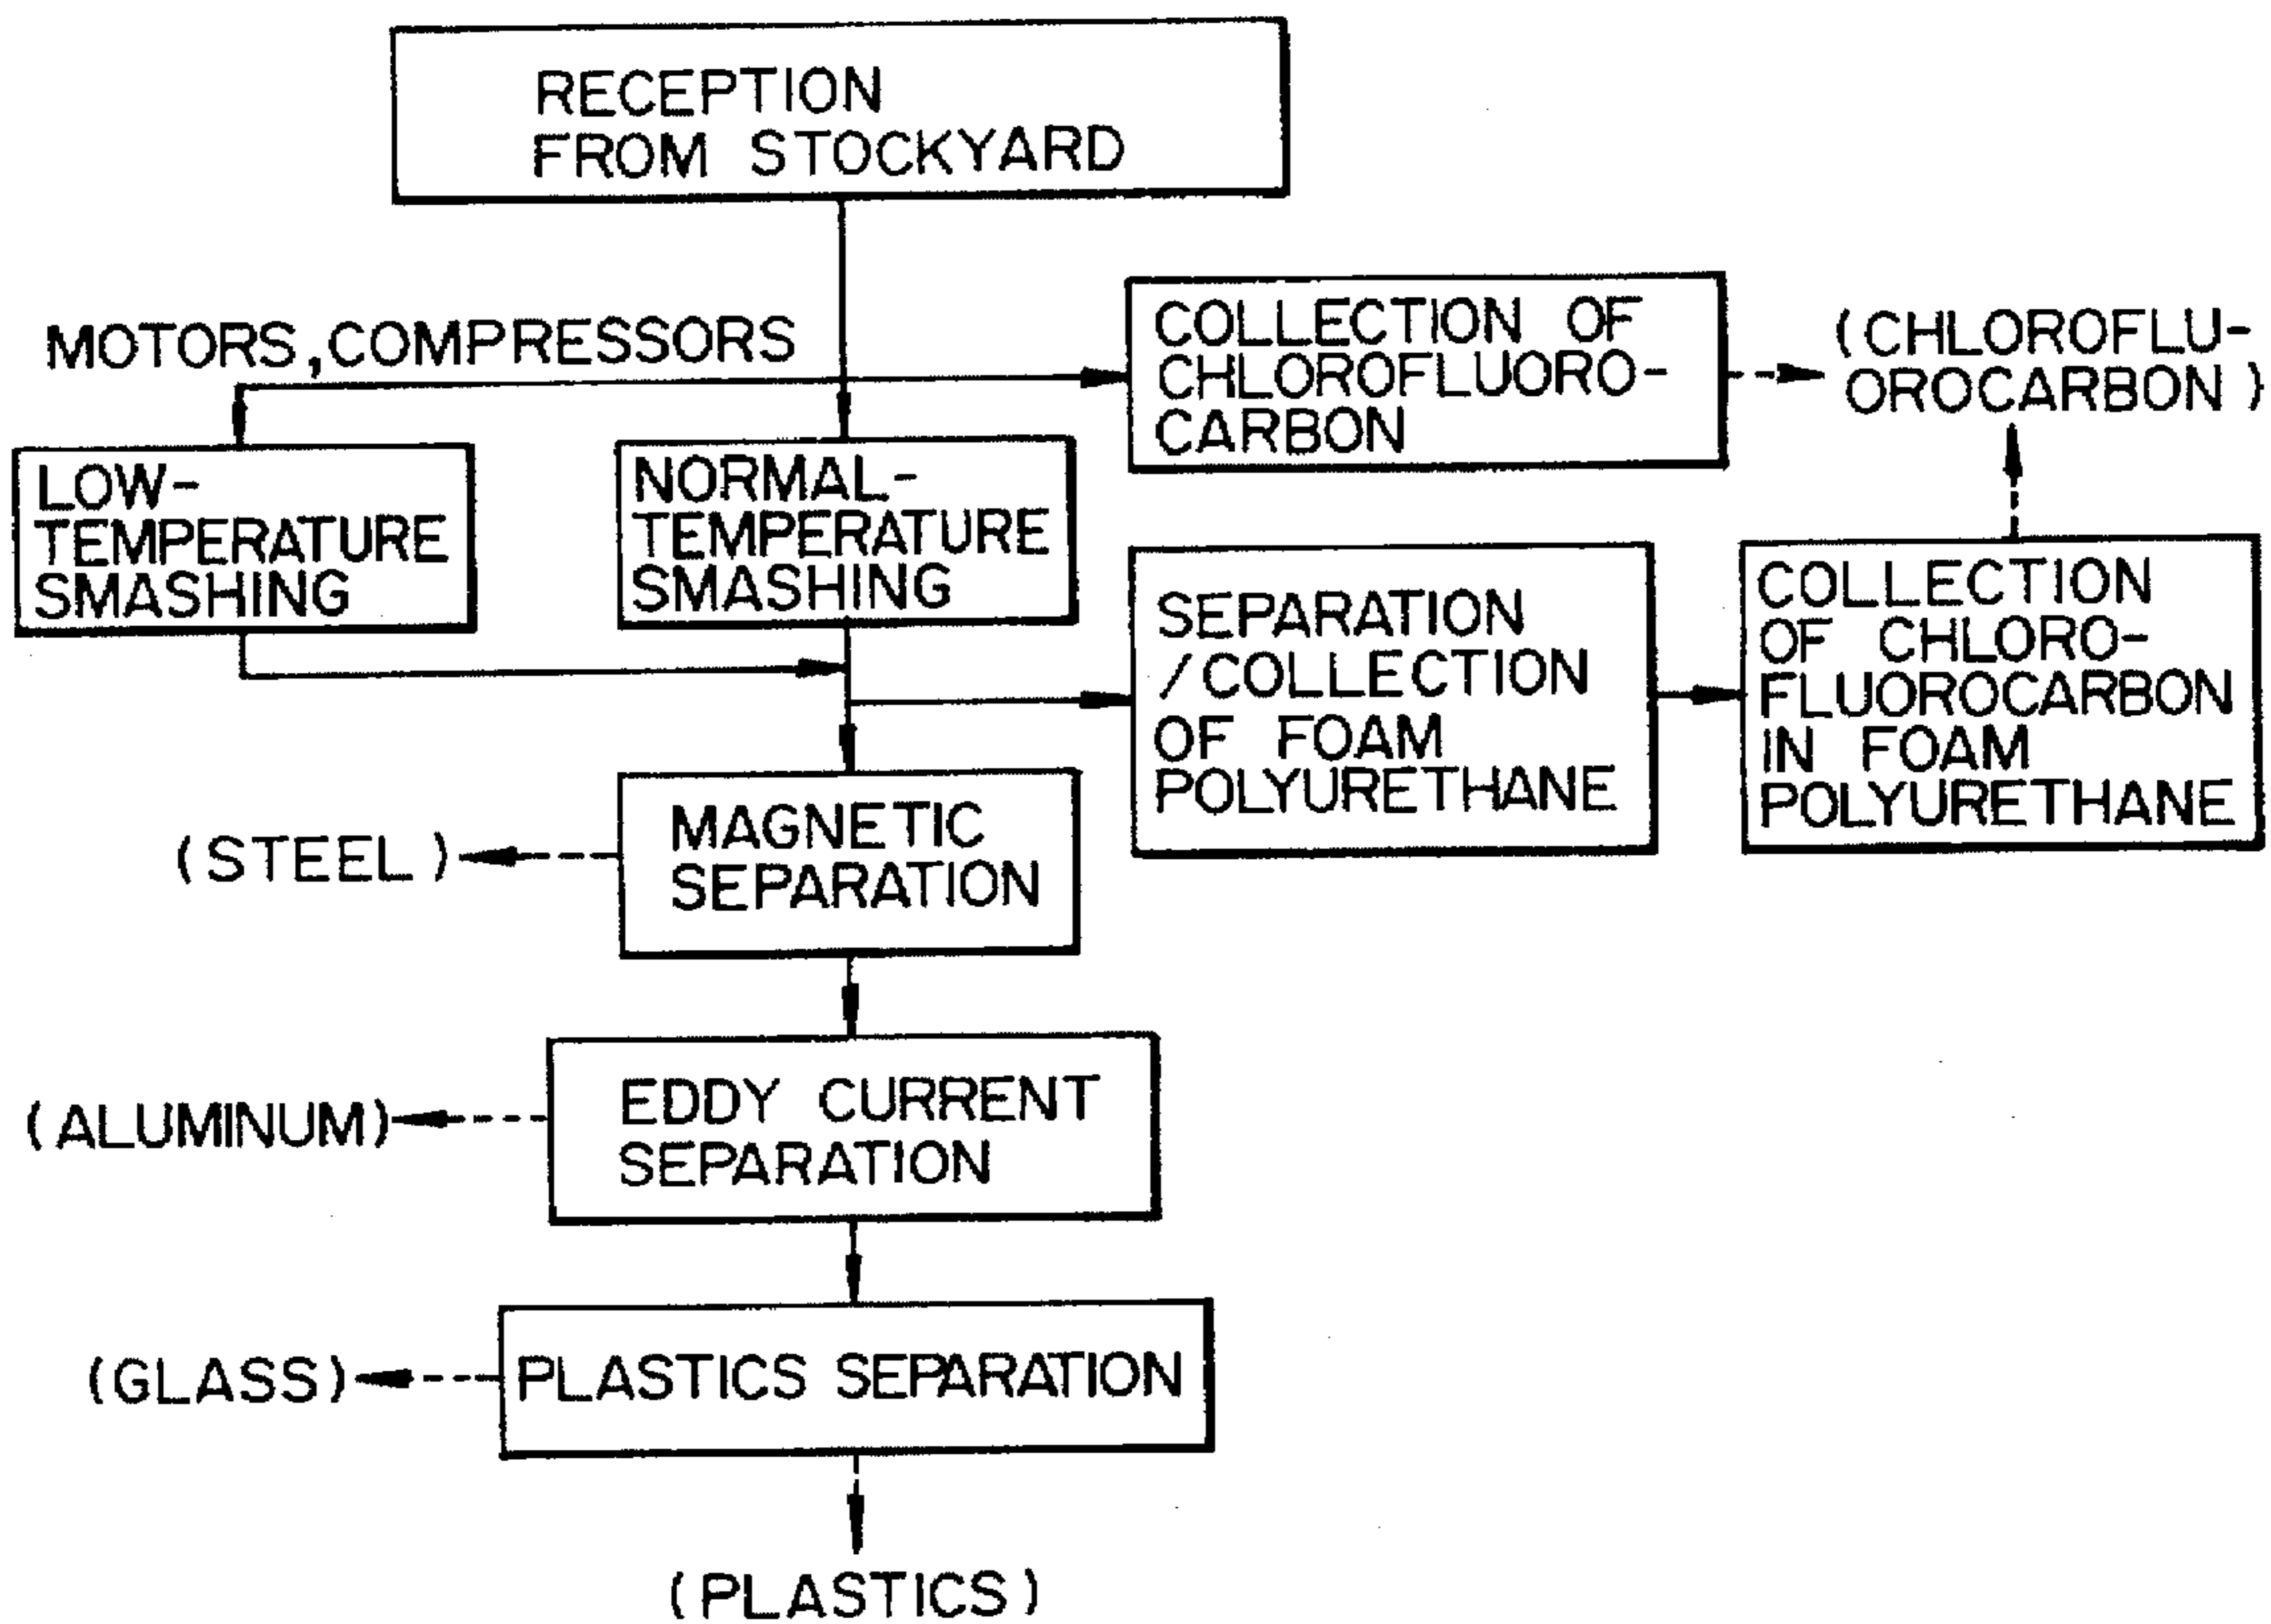 RECEPTION
FROM STOCKYARD
MOTORS,COMPRESSORS
COLLECTION OF
CHLOROFLUORO-
CARBON
(CHLOROFLU-
OROCARBON)
LOW-
TEMPERATURE
SMASHING
NORMAL-
TEMPERATURE
SMASHING
SEPARATION
/COLLECTION
OF FOAM
POLYURETHANE
COLLECTION
OF CHLORO-
FLUOROCARBON
IN FOAM
POLYURETHANE
(STEEL)
MAGNETIC
SEPARATION
(ALUMINUM)
EDDY CURRENT
SEPARATION
(GLASS)
PLASTICS SEPARATION
(PLASTICS)